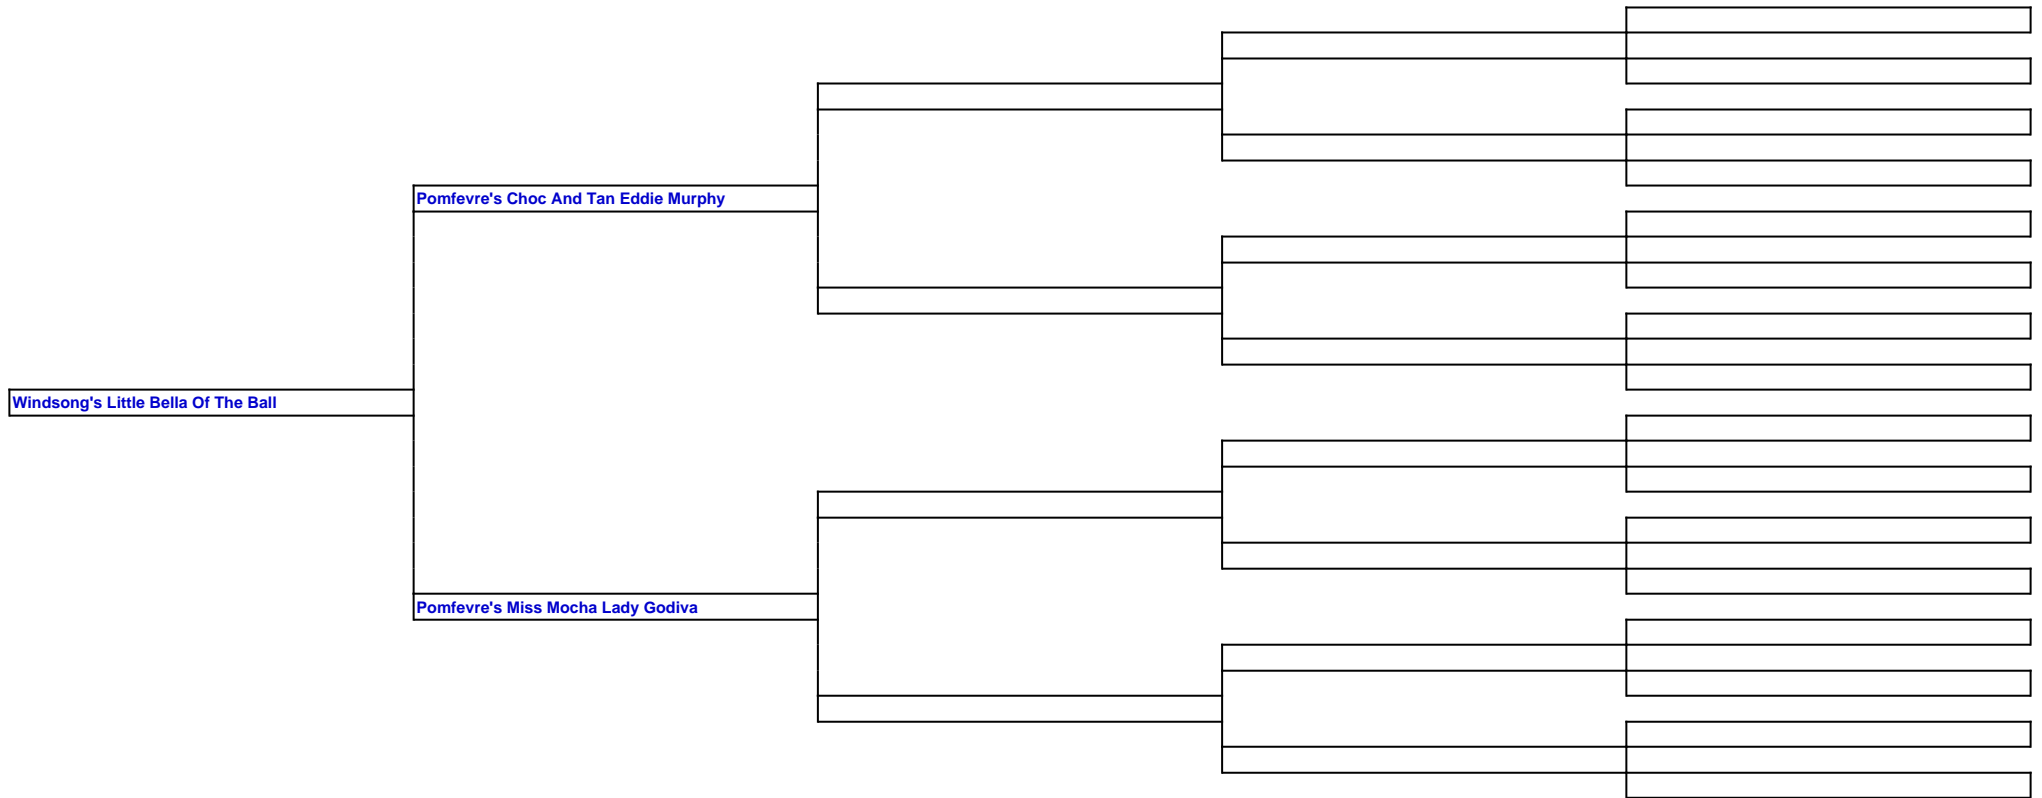 Pomfevre's Choc And Tan Eddie Murphy
Windsong's Little Bella Of The Ball
Pomfevre's Miss Mocha Lady Godiva